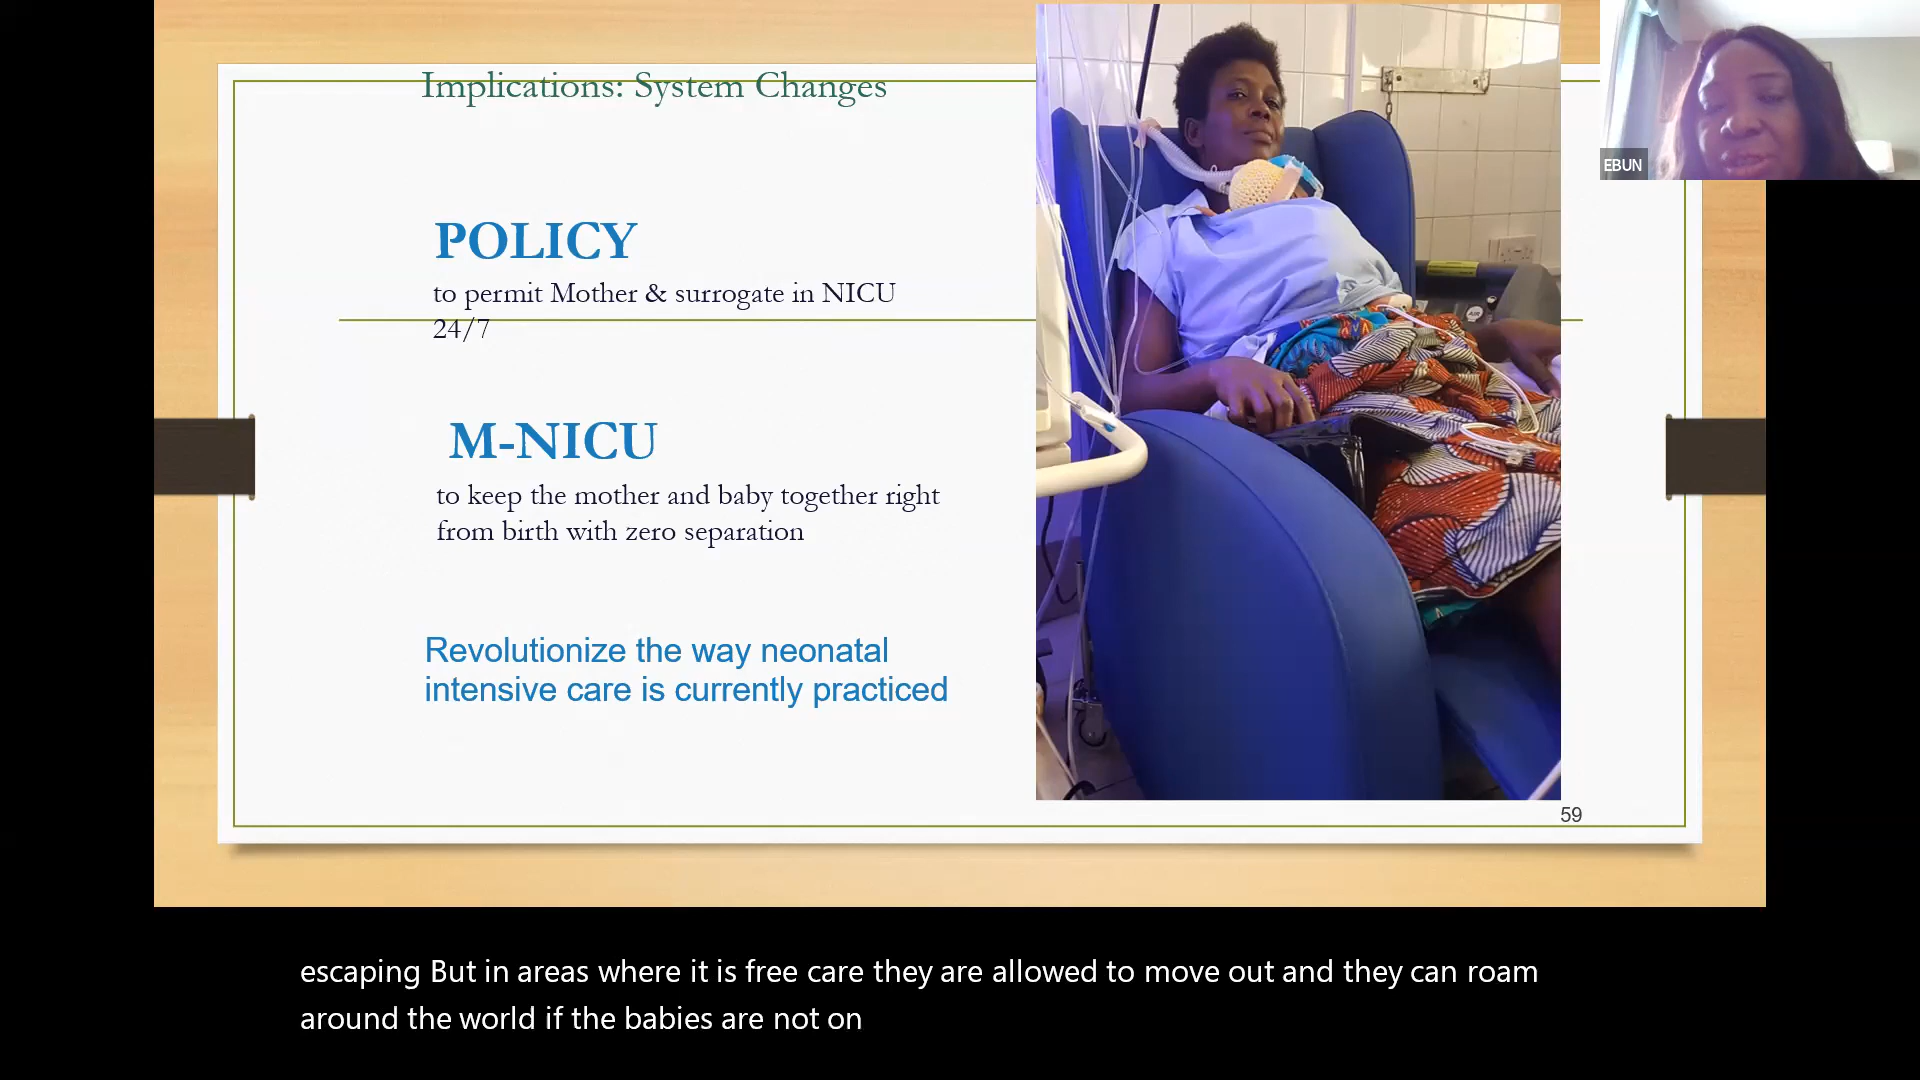 Implications: System Changes
POLICY
to permit Mother & surrogate in NICU
24/7
M-NICU
to keep the mother and baby together right
from birth with zero separation
Revolutionize the way neonatal
intensive care is currently practiced
59
EBUN
escaping But in areas where it is free care they are allowed to move out and they can roam
around the world if the babies are not on